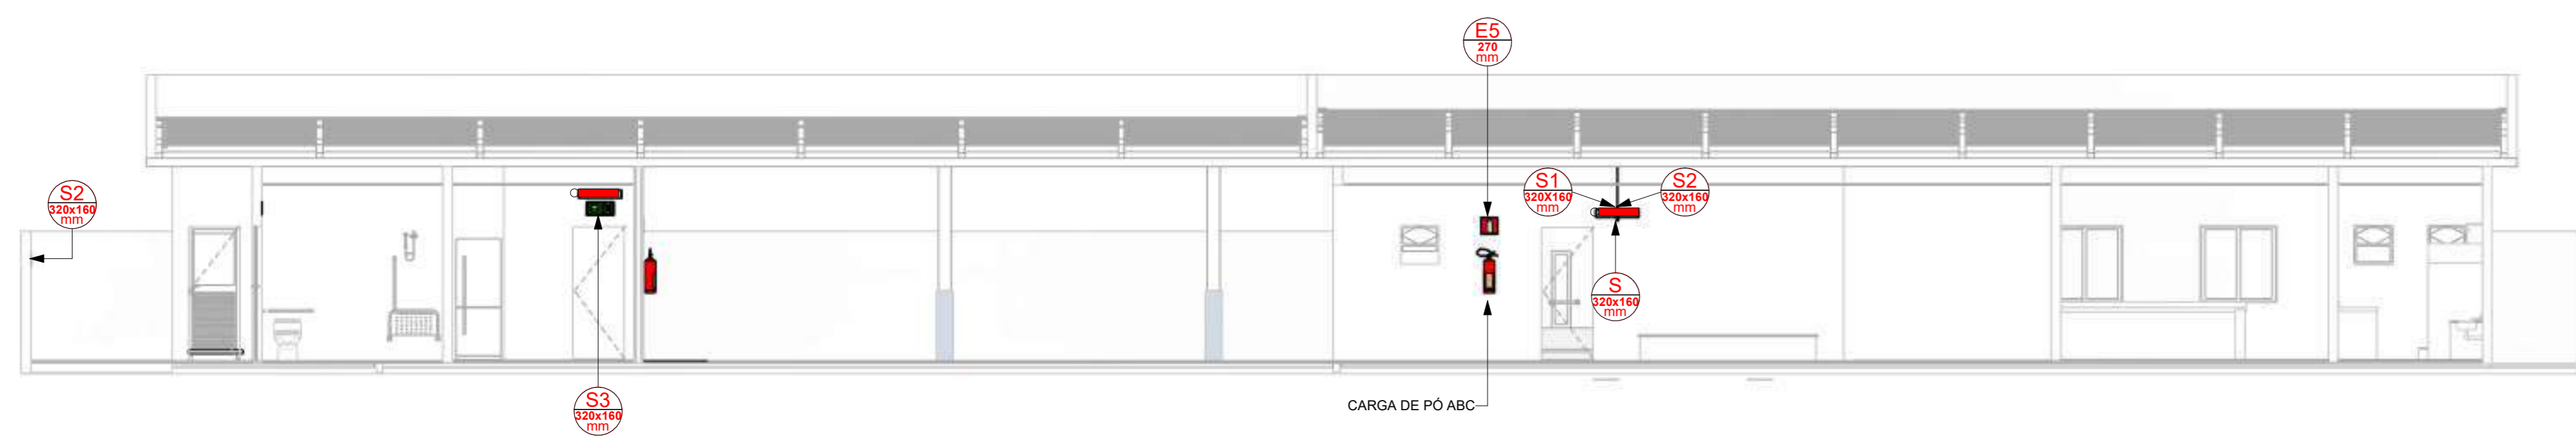 E5
270
mm
S2
320x160
mm
S1
320X160
mm
S2
320x160
mm
S
320x160
mm
S3
320x160
mm
CARGA DE PÓ ABC